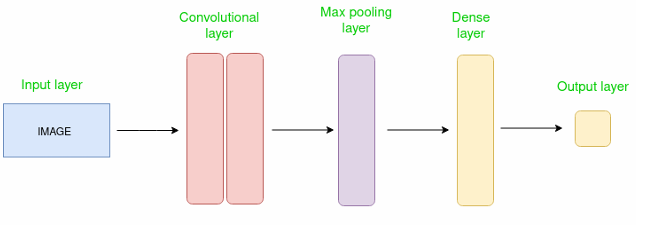 Input layer
IMAGE
Convolutional
layer
Max pooling
layer
Dense
layer
Output layer